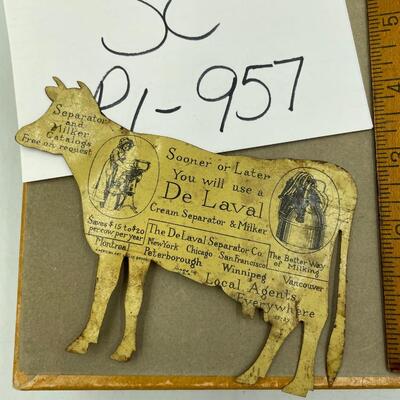 SC
P1-957
Separator
and
Milker
Catalogs
Free on request
Sooner or Later
You will use a
De Laval
Cream Separator & Milker
Saves $15 to $20
per cow per year
The De Laval Separator Co.
New York Chicago San Francisco
The Better Way
of Milking
Montreal Peterborough Winnipeg Vancouver
Local Agents
Everywhere
5